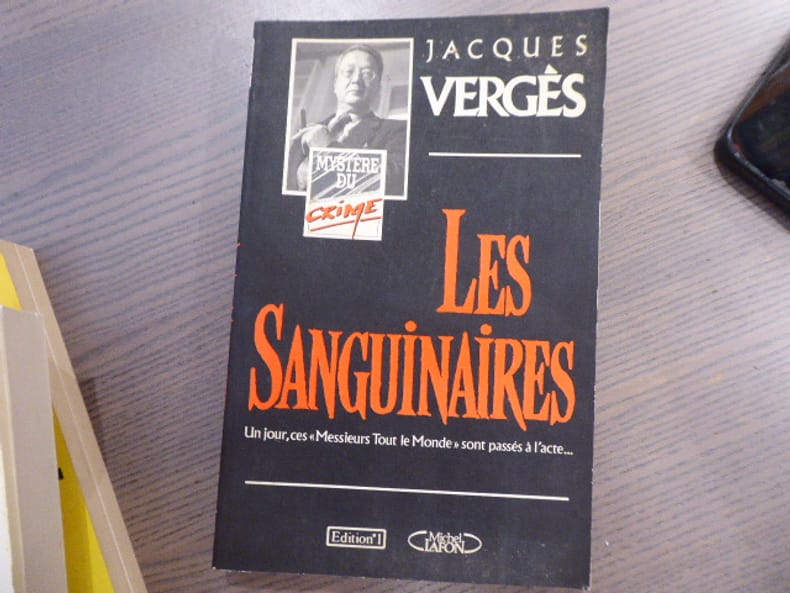 JACQUES
VERGÈS
MYSTÈRE
DU
CRIME
LES
SANGUINAIRES
Un jour, ces «Messieurs Tout le Monde» sont passés à l'acte...
Edition°1
Michel
LAFON